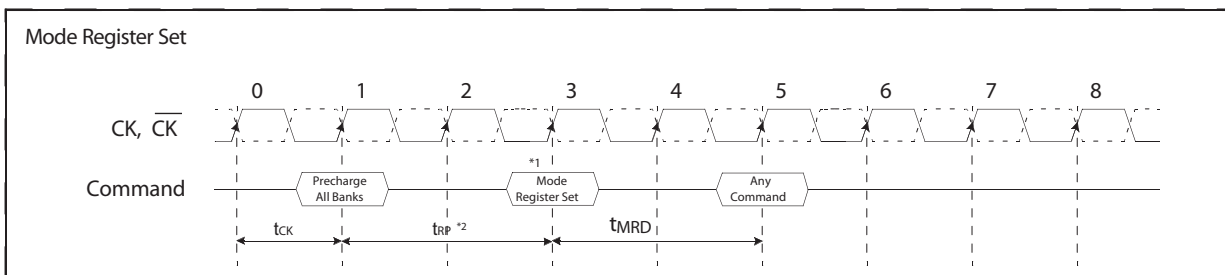 Mode Register Set
0 1 2 3 4 5 6 7 8
CK, CK
*1
Command
Precharge
All Banks
Mode
Register Set
Any
Command
tCK
tRP *2
tMRD